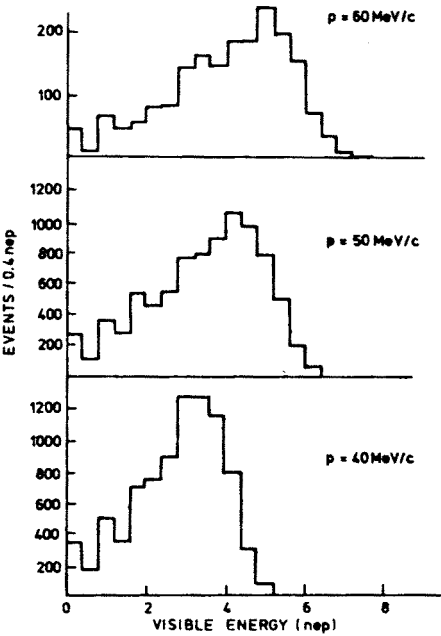 p = 60 MeV/c
200
100
1200
1000
800
600
400
200
p = 50 MeV/c
EVENTS / 0.4 nep
1200
1000
800
600
400
200
p = 40 MeV/c
0 2 4 6 8
VISIBLE ENERGY (nep)